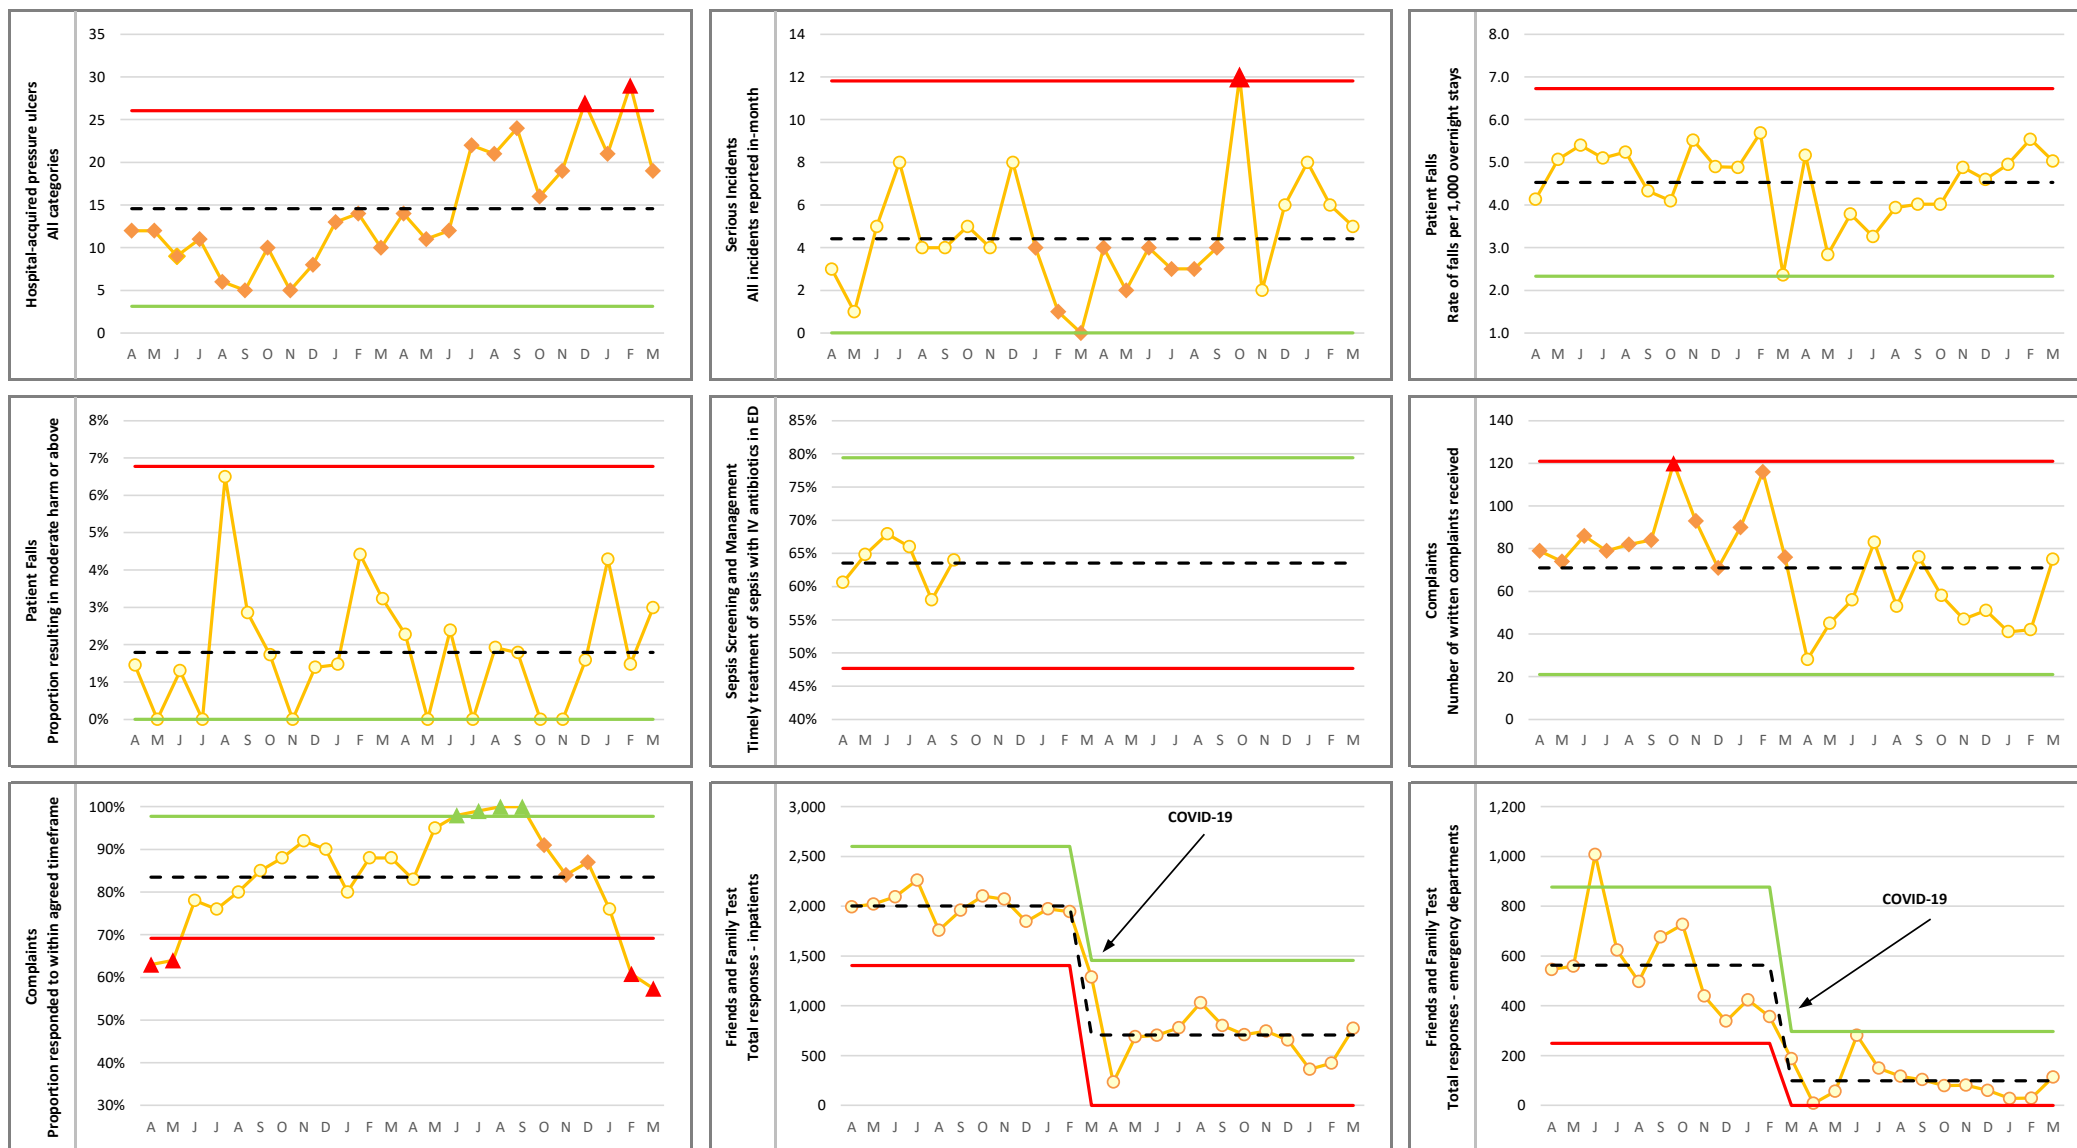 Hospital-acquired pressure ulcers
All categories
35
30
25
20
15
10
5
0
A M J J A S O N D J F M A M J J A S O N D J F M
Serious Incidents
All incidents reported in-month
14
12
10
8
6
4
2
0
A M J J A S O N D J F M A M J J A S O N D J F M
Patient Falls
Rate of falls per 1,000 overnight stays
8.0
7.0
6.0
5.0
4.0
3.0
2.0
1.0
A M J J A S O N D J F M A M J J A S O N D J F M
Patient Falls
Proportion resulting in moderate harm or above
8%
7%
6%
5%
4%
3%
2%
1%
0%
A M J J A S O N D J F M A M J J A S O N D J F M
Sepsis Screening and Management
Timely treatment of sepsis with IV antibiotics in ED
85%
80%
75%
70%
65%
60%
55%
50%
45%
40%
A M J J A S O N D J F M A M J J A S O N D J F M
Complaints
Number of written complaints received
140
120
100
80
60
40
20
0
A M J J A S O N D J F M A M J J A S O N D J F M
Complaints
Proportion responded to within agreed timeframe
100%
90%
80%
70%
60%
50%
40%
30%
A M J J A S O N D J F M A M J J A S O N D J F M
Friends and Family Test
Total responses - inpatients
3,000
2,500
2,000
1,500
1,000
500
0
COVID-19
A M J J A S O N D J F M A M J J A S O N D J F M
Friends and Family Test
Total responses - emergency departments
1,200
1,000
800
600
400
200
0
COVID-19
A M J J A S O N D J F M A M J J A S O N D J F M